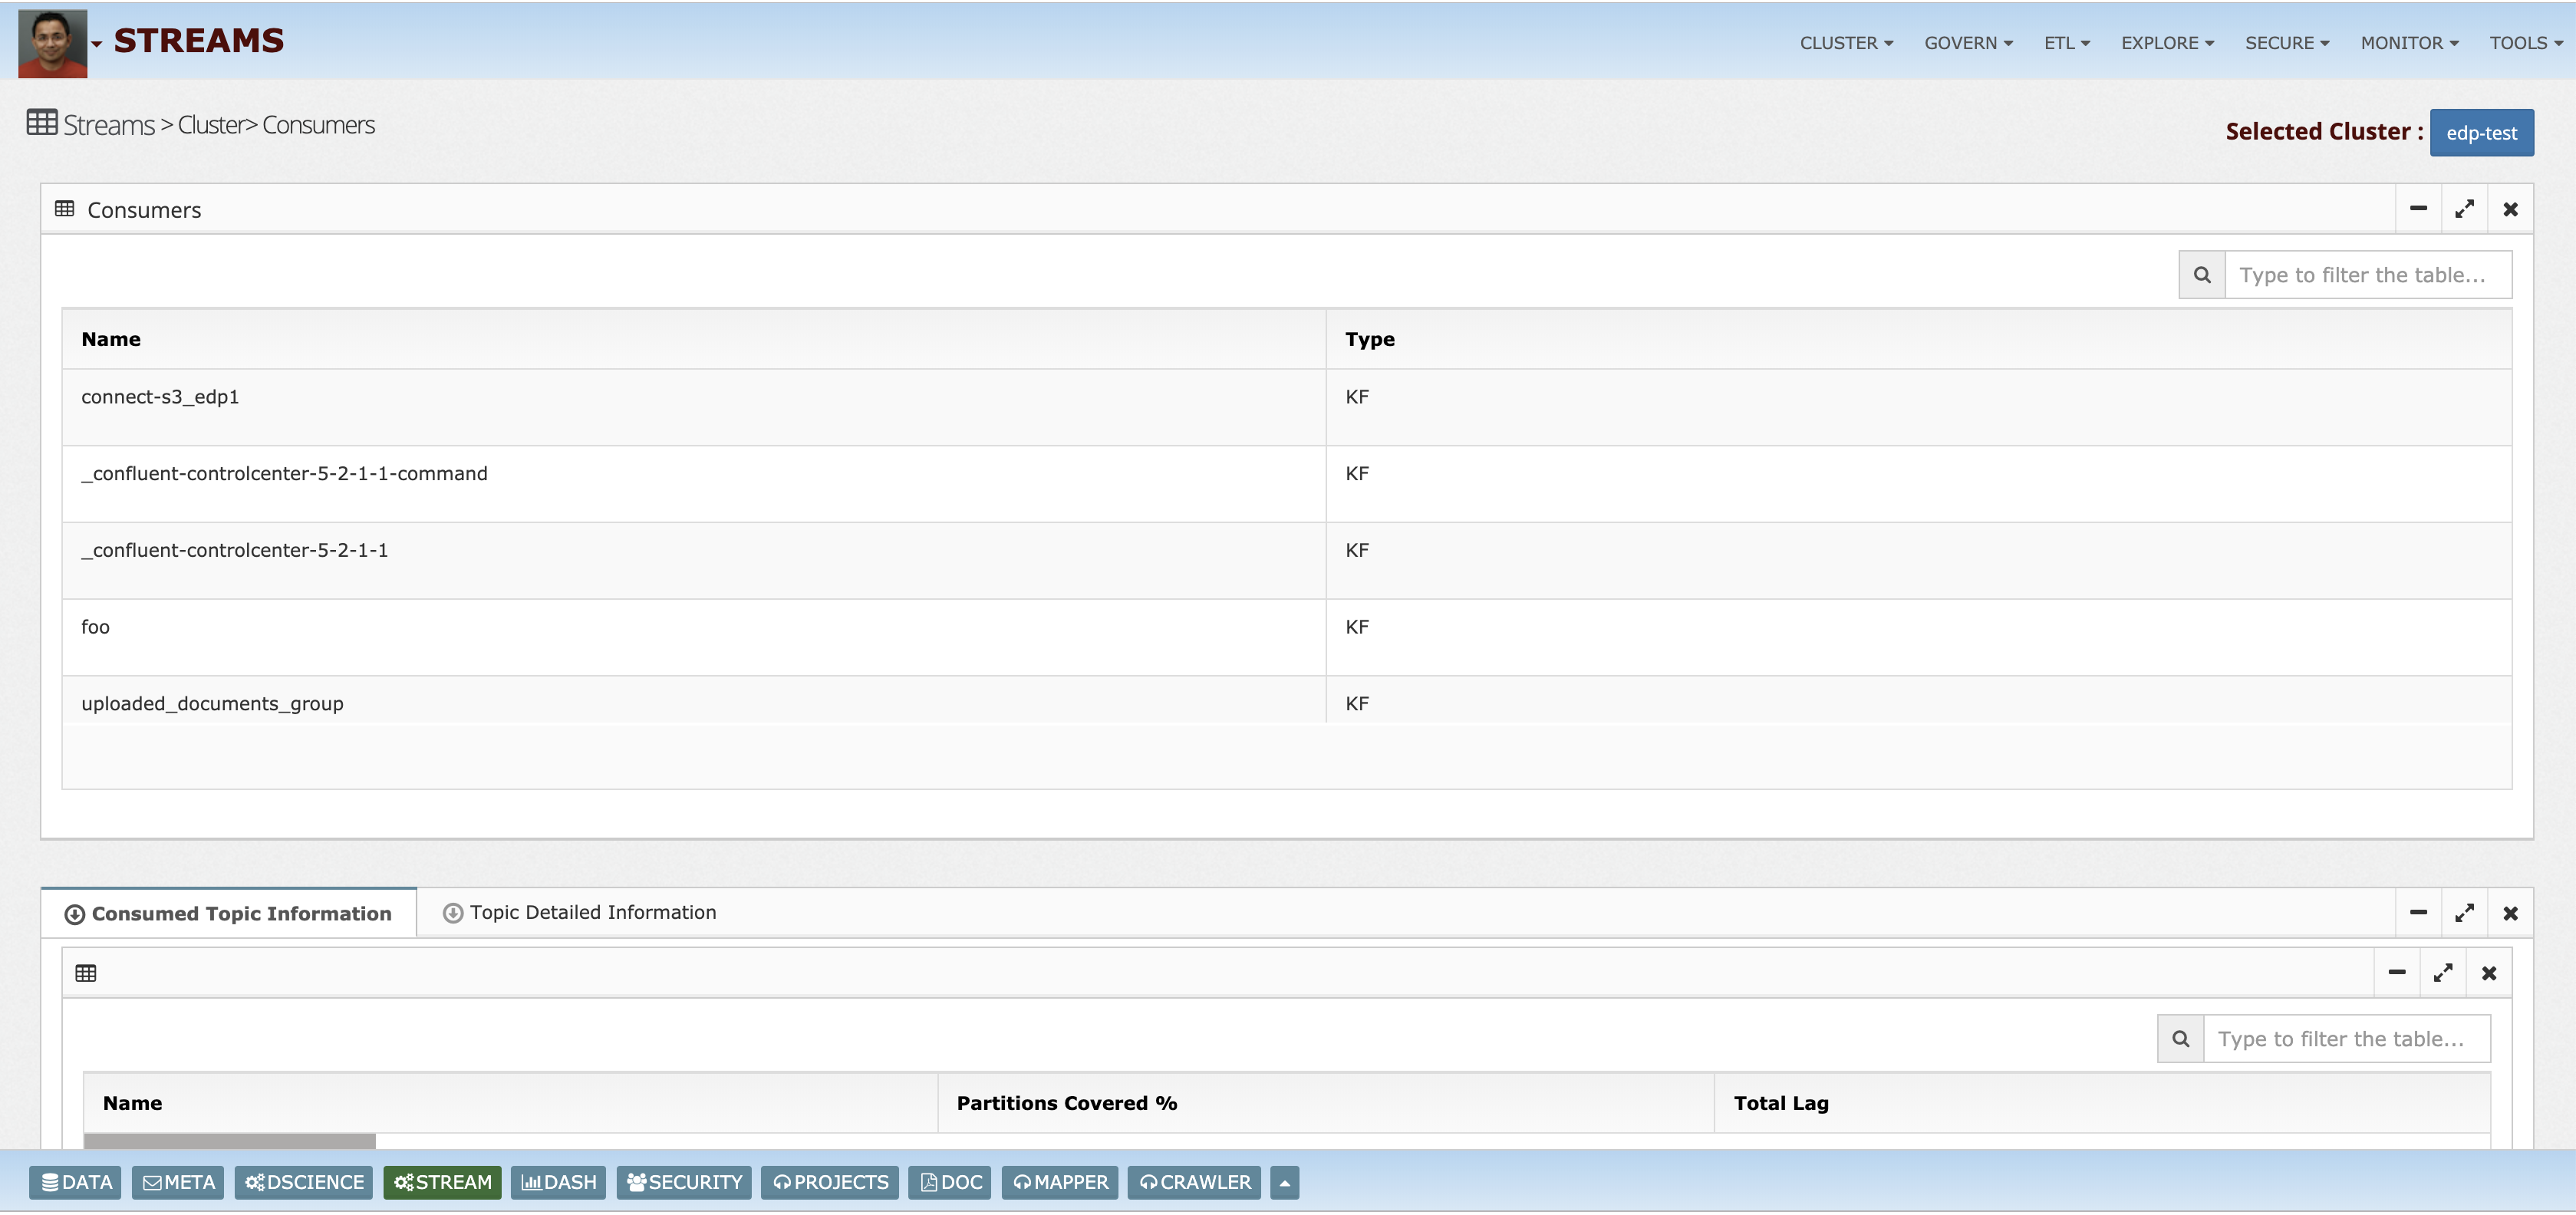 STREAMS
CLUSTER GOVERN ETL EXPLORE SECURE MONITOR TOOLS
Streams > Cluster> Consumers
Selected Cluster : edp-test
Consumers
Type to filter the table...
Name Type
connect-s3_edp1 KF
_confluent-controlcenter-5-2-1-1-command KF
_confluent-controlcenter-5-2-1-1 KF
foo KF
uploaded_documents_group KF
Consumed Topic Information Topic Detailed Information
Type to filter the table...
Name Partitions Covered % Total Lag
DATA META DSCIENCE STREAM DASH SECURITY PROJECTS DOC MAPPER CRAWLER